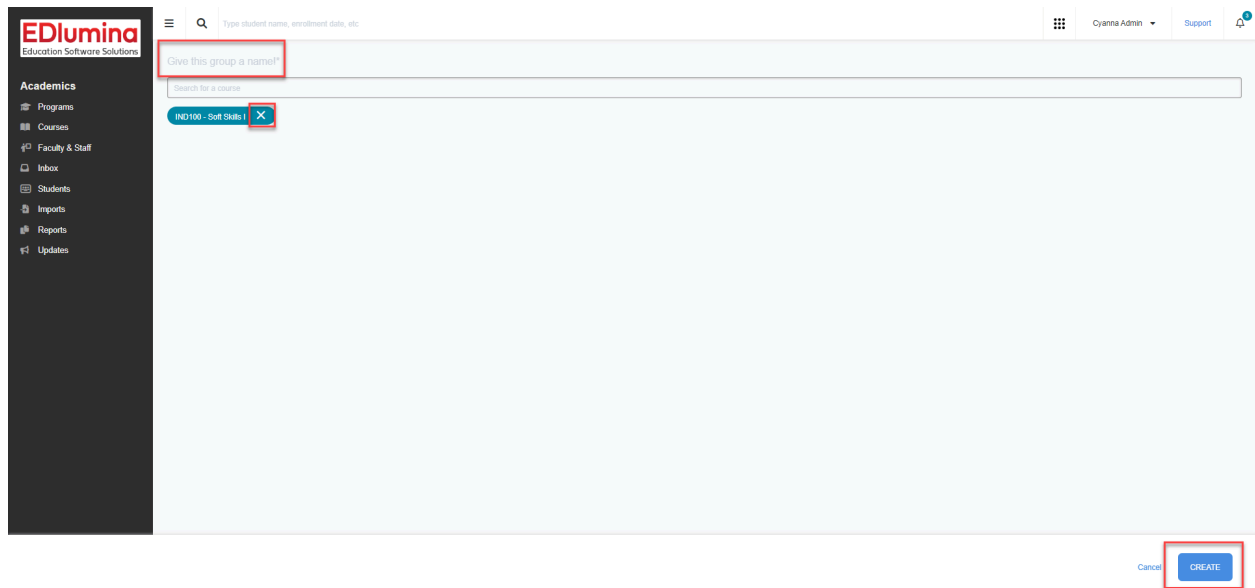 EDlumina
Education Software Solutions
Type student name, enrollment date, etc
Cyanna Admin
Support
3
Give this group a name!*
Search for a course
IND100 - Soft Skills I
Academics
Programs
Courses
Faculty & Staff
Inbox
Students
Imports
Reports
Updates
Cancel
CREATE